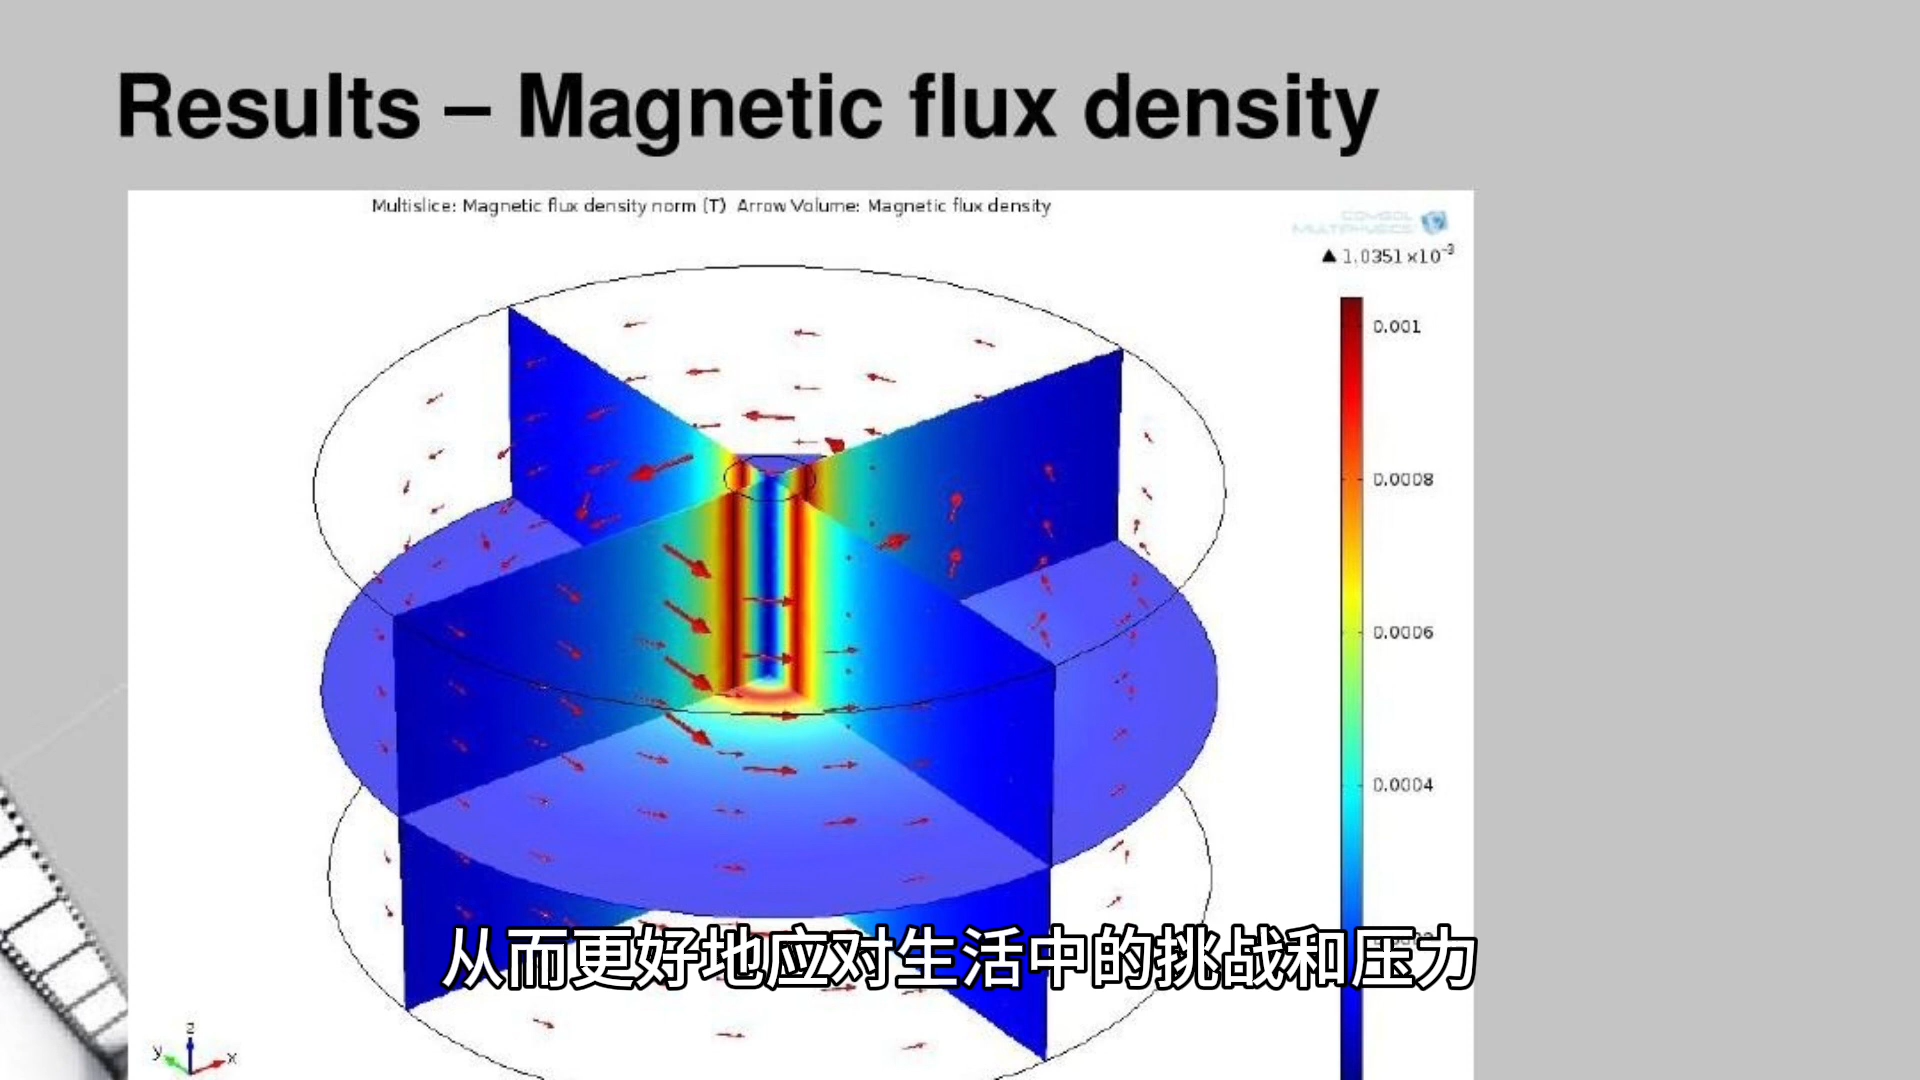 Results – Magnetic flux density
Multislice: Magnetic flux density norm (T) Arrow Volume: Magnetic flux density
COMSOL
MULTIPHYSICS
▲ 1.0351×10⁻³
0.001
0.0008
0.0006
0.0004
从而更好地应对生活中的挑战和压力
z
y
x